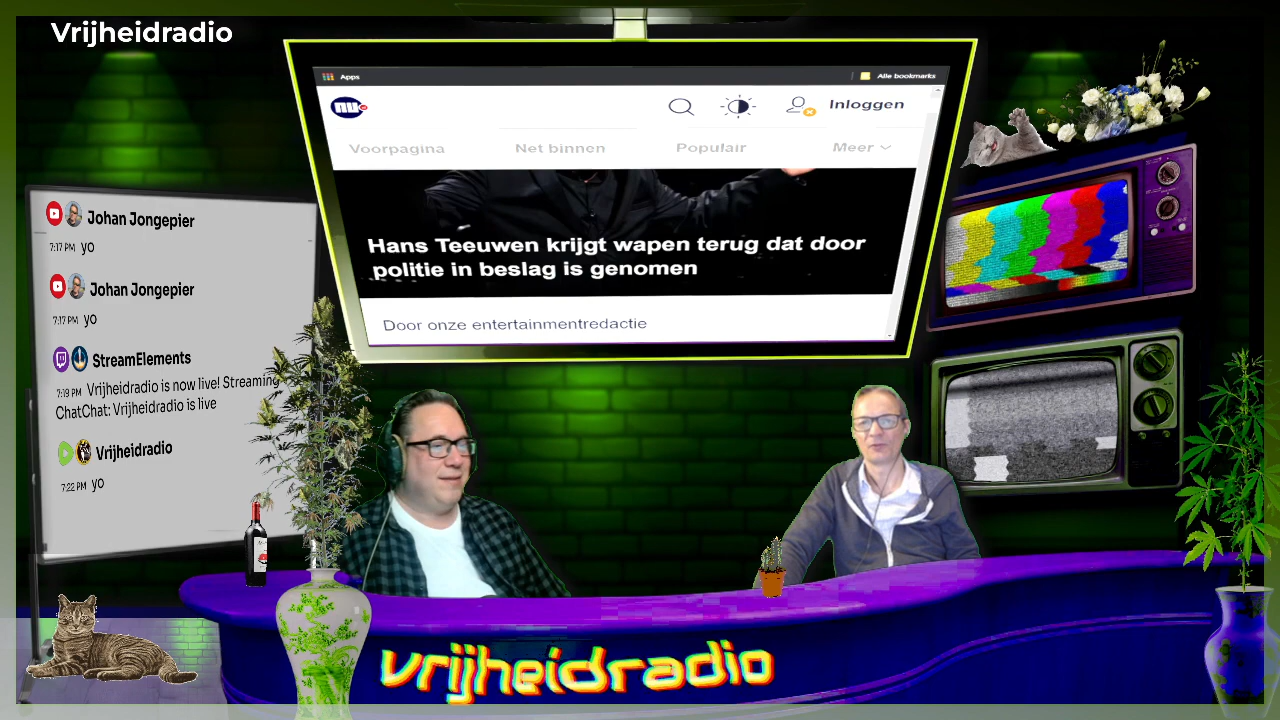 Vrijheidradio
Apps
Alle bookmarks
nu
Inloggen
Voorpagina
Net binnen
Populair
Meer
Hans Teeuwen krijgt wapen terug dat door
politie in beslag is genomen
Door onze entertainmentredactie
Johan Jongepier
7:17 PM yo
Johan Jongepier
7:17 PM yo
StreamElements
7:19 PM Vrijheidradio is now live! Streaming
ChatChat: Vrijheidradio is live
Vrijheidradio
7:22 PM yo
vrijheidradio